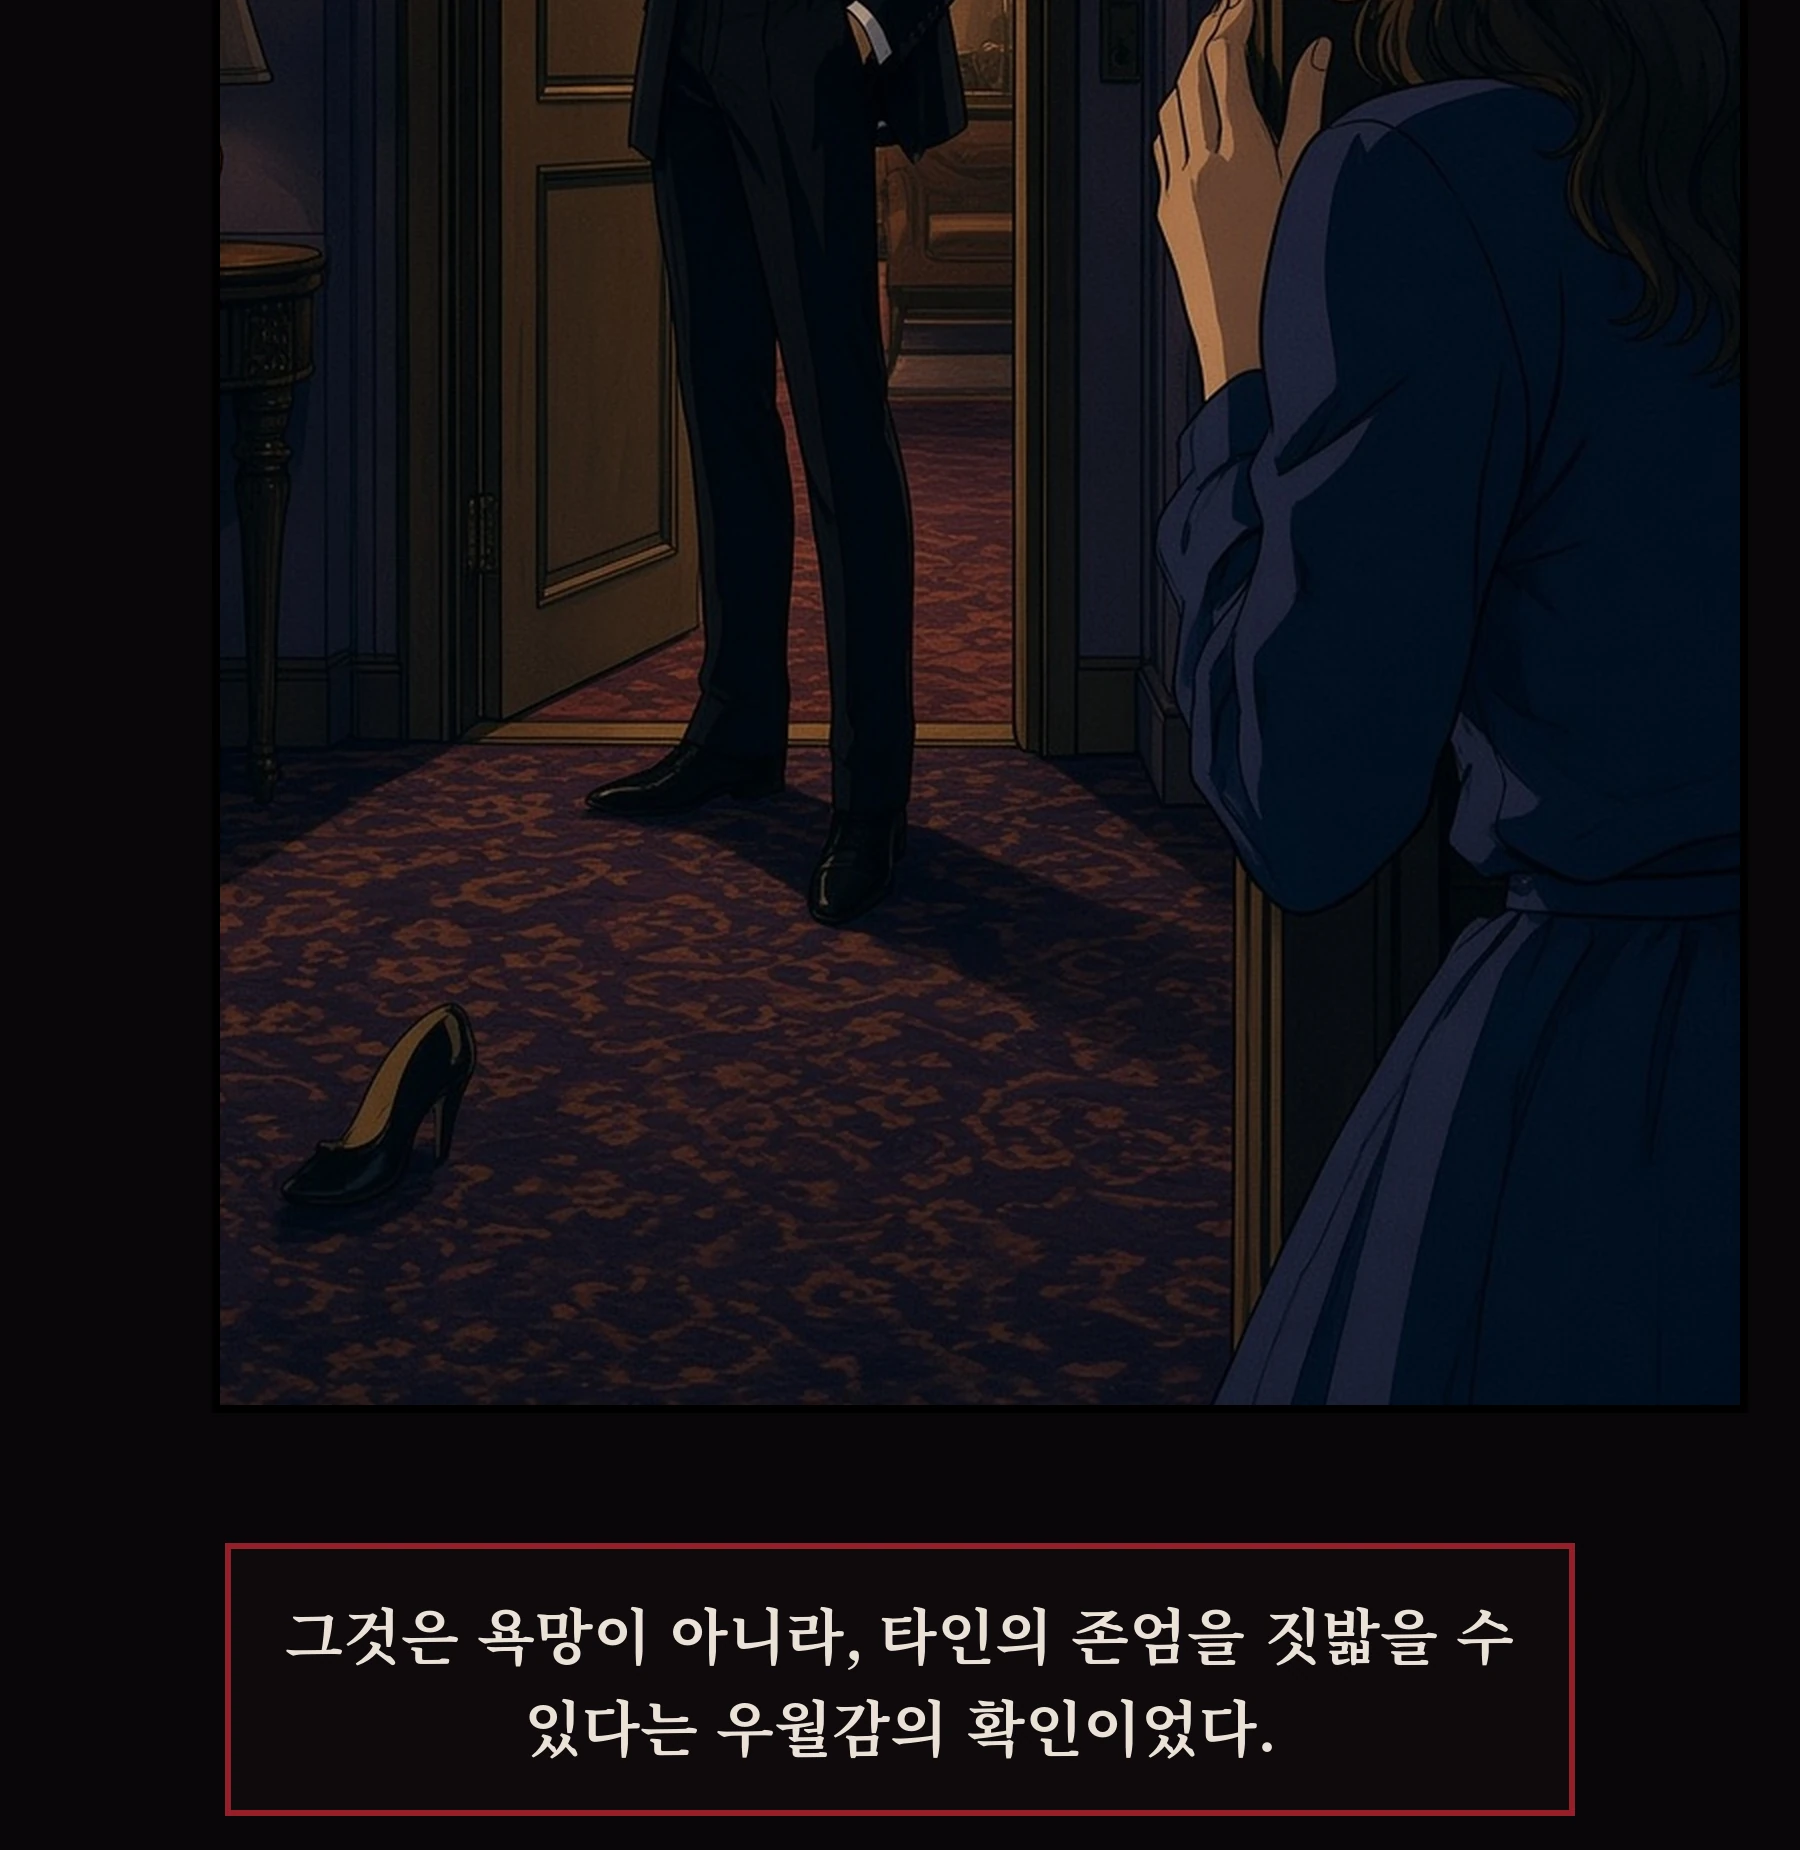 그것은 욕망이 아니라, 타인의 존엄을 짓밟을 수
있다는 우월감의 확인이었다.